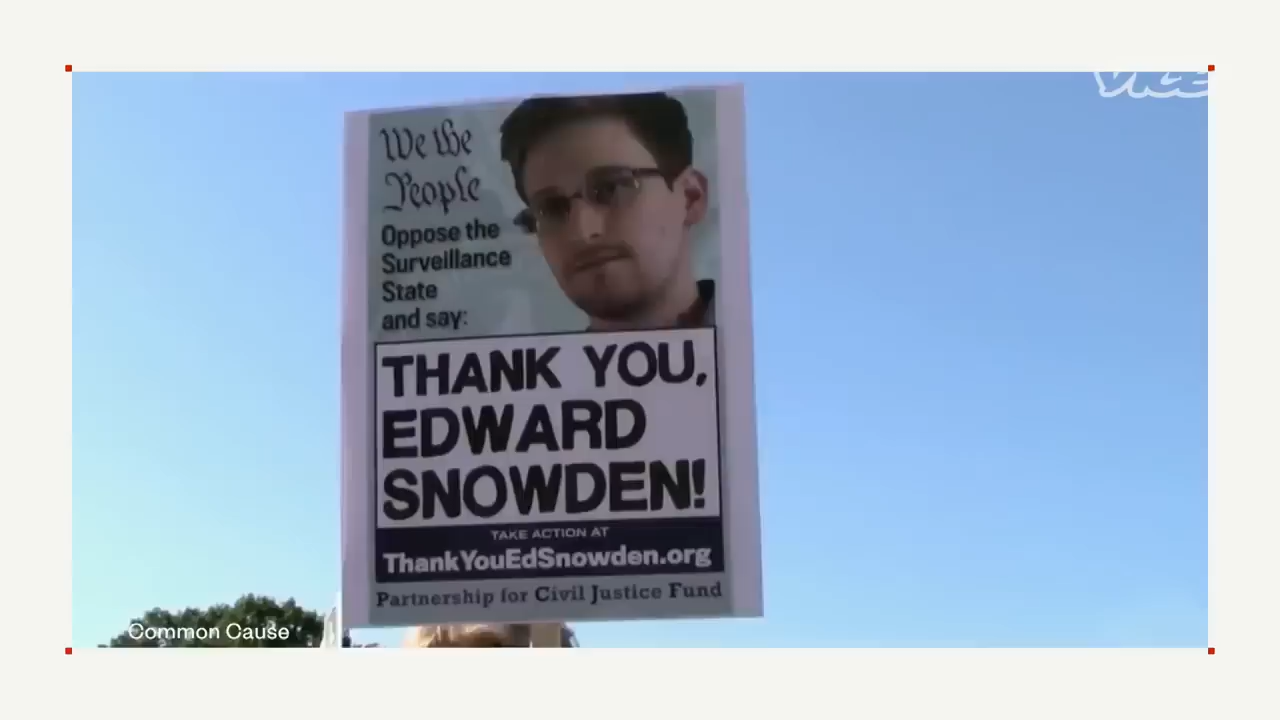 VICE
We the
People
Oppose the
Surveillance
State
and say:
THANK YOU,
EDWARD
SNOWDEN!
TAKE ACTION AT
ThankYouEdSnowden.org
Partnership for Civil Justice Fund
Common Cause